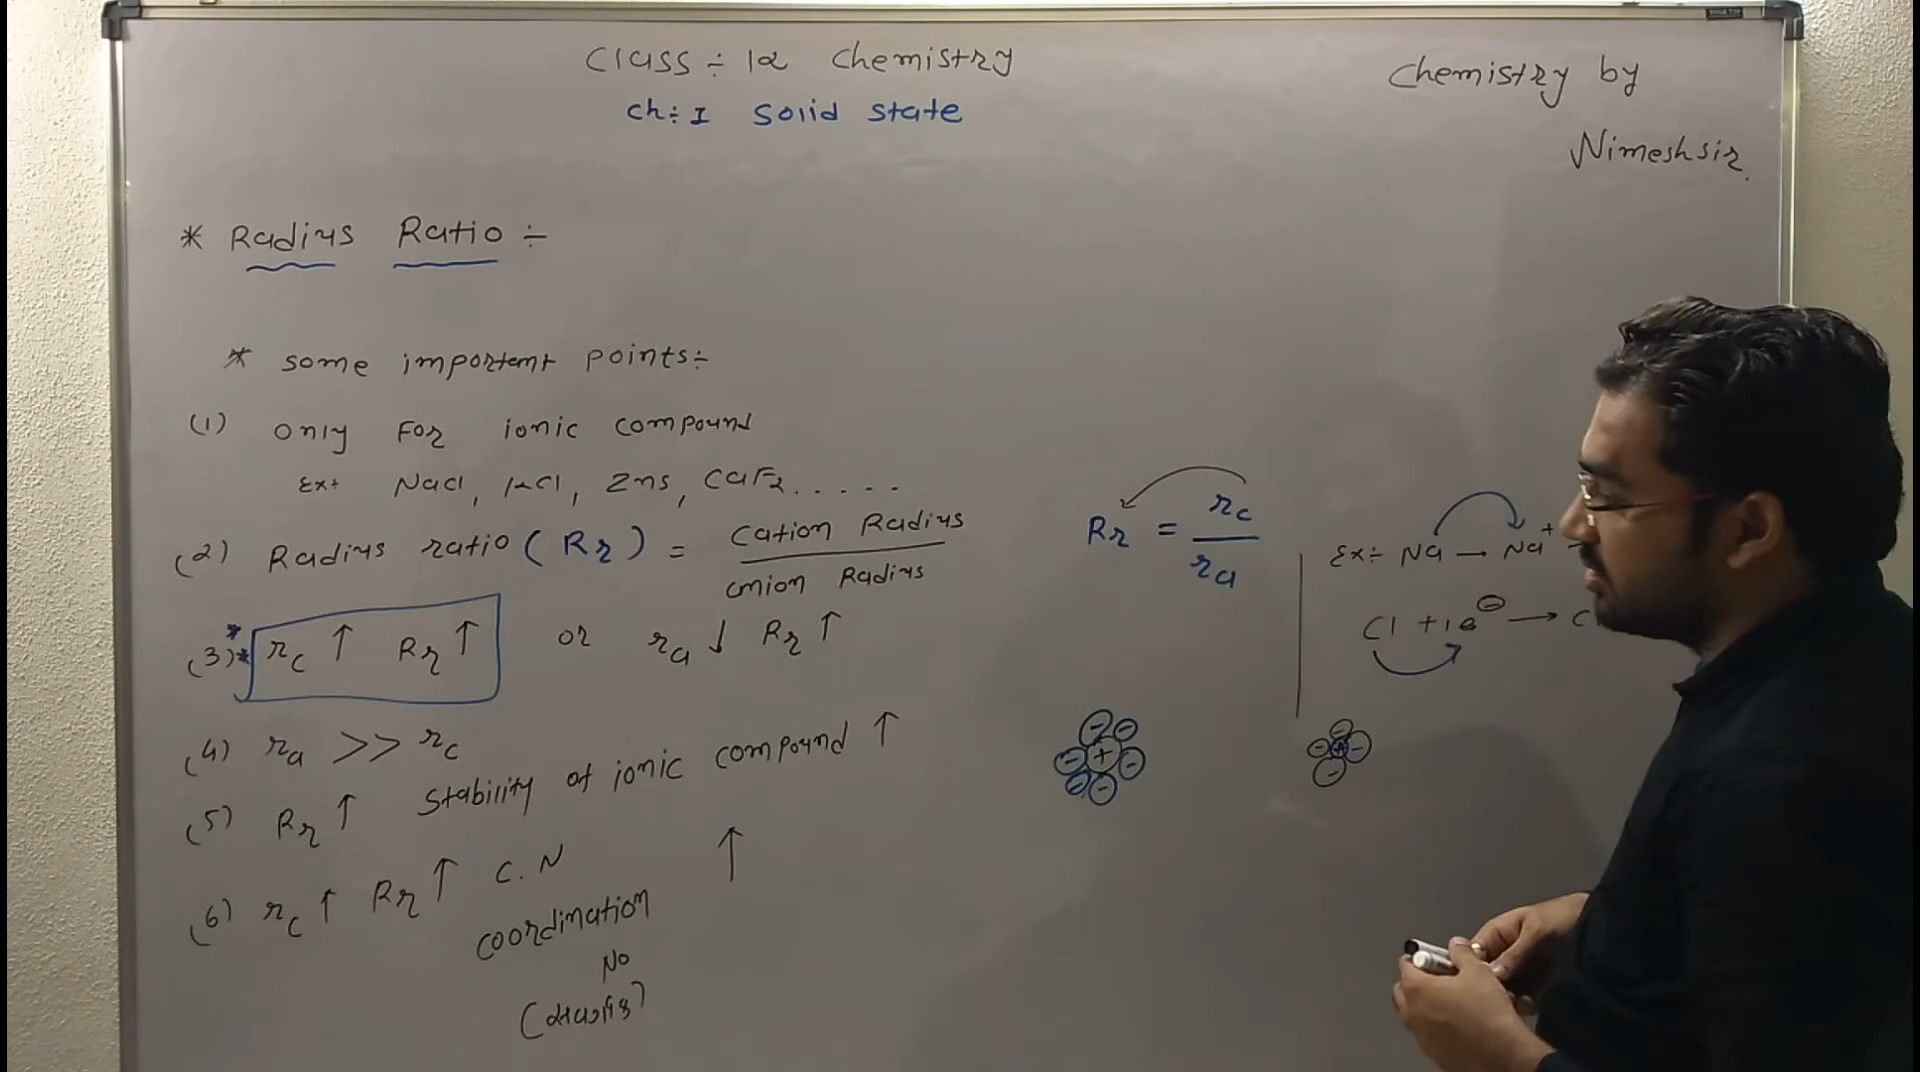 Class ÷ 12 Chemistry
Ch: I Solid state
Chemistry by
Nimeshsir.
* Radius Ratio ÷
* some important points ÷
(1) only For ionic compound
Ex÷ NaCl, KCl, ZnS, CaF2.....
(2) Radius ratio (Rr) = Cation Radius
anion Radius
Rr = rc
ra
Ex÷ Na → Na+
Cl + 1e⊖ →
(3)* rc ↑ Rr ↑ or ra ↓ Rr ↑
(4) ra >> rc
(5) Rr ↑ Stability of ionic compound ↑
(6) rc ↑ Rr ↑ C.N ↑
coordination
No